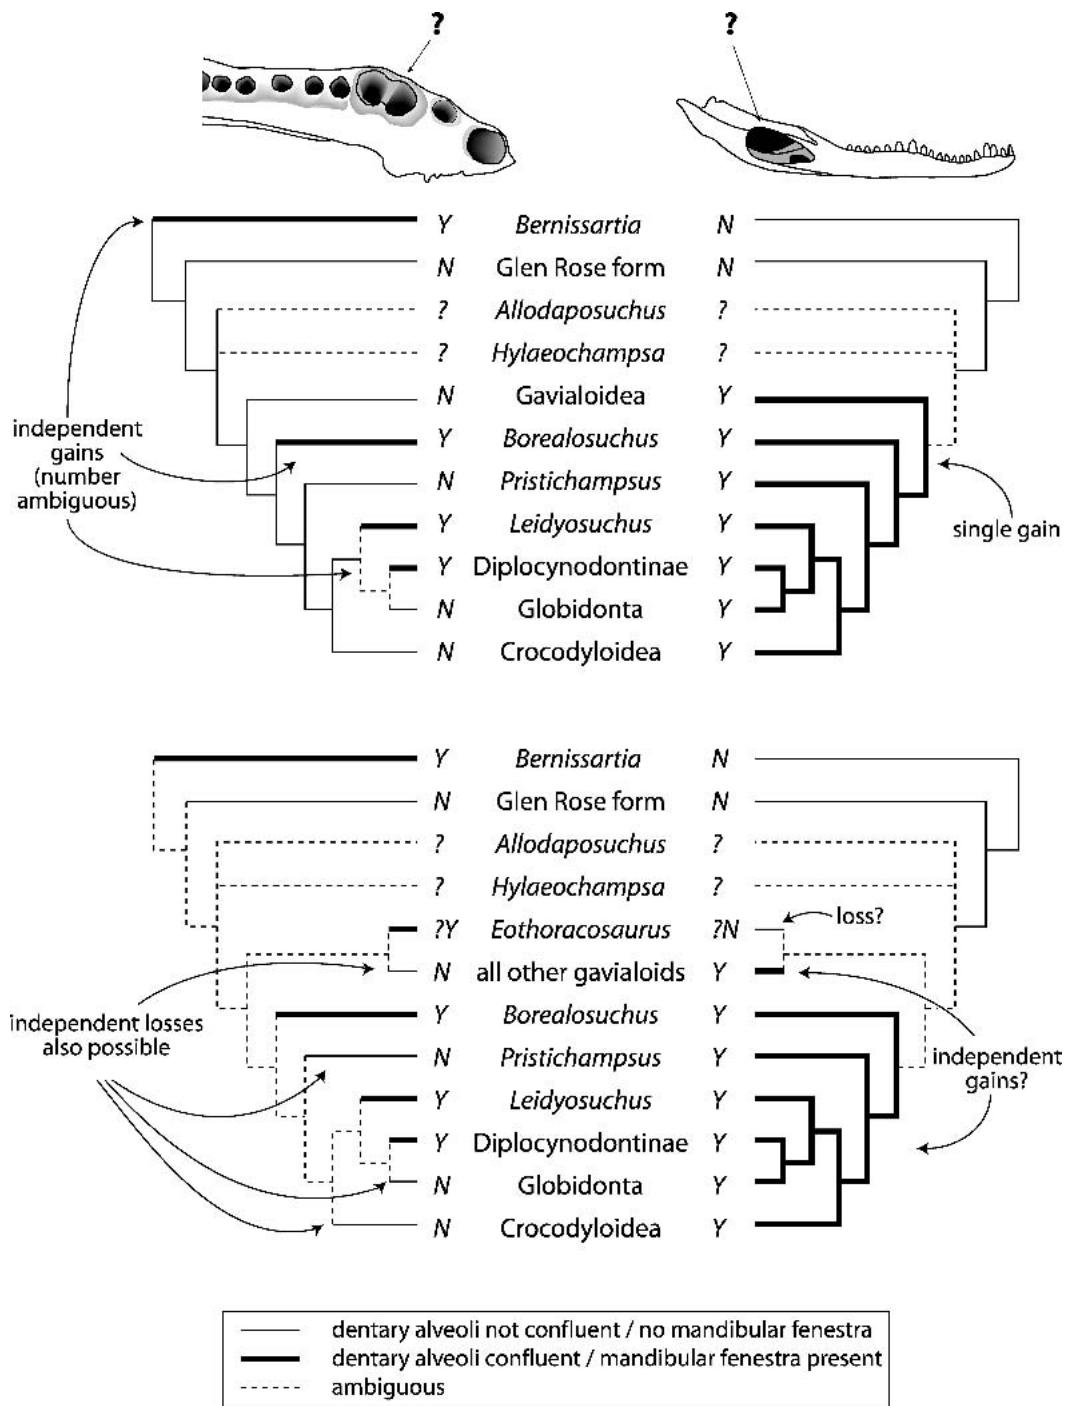 ? ?
Y Bernissartia N
N Glen Rose form N
? Allodaposuchus ?
? Hylaeochampsa ?
N Gavialoidea Y
independent
gains
(number
ambiguous)
Y Borealosuchus Y
N Pristichampsus Y
single gain
Y Leidyosuchus Y
Y Diplocynodontinae Y
N Globidonta Y
N Crocodyloidea Y
Y Bernissartia N
N Glen Rose form N
? Allodaposuchus ?
? Hylaeochampsa ?
?Y Eothoracosaurus ?N
loss?
N all other gavialoids Y
independent losses
also possible
Y Borealosuchus Y
N Pristichampsus Y
independent
gains?
Y Leidyosuchus Y
Y Diplocynodontinae Y
N Globidonta Y
N Crocodyloidea Y
dentary alveoli not confluent / no mandibular fenestra
dentary alveoli confluent / mandibular fenestra present
ambiguous